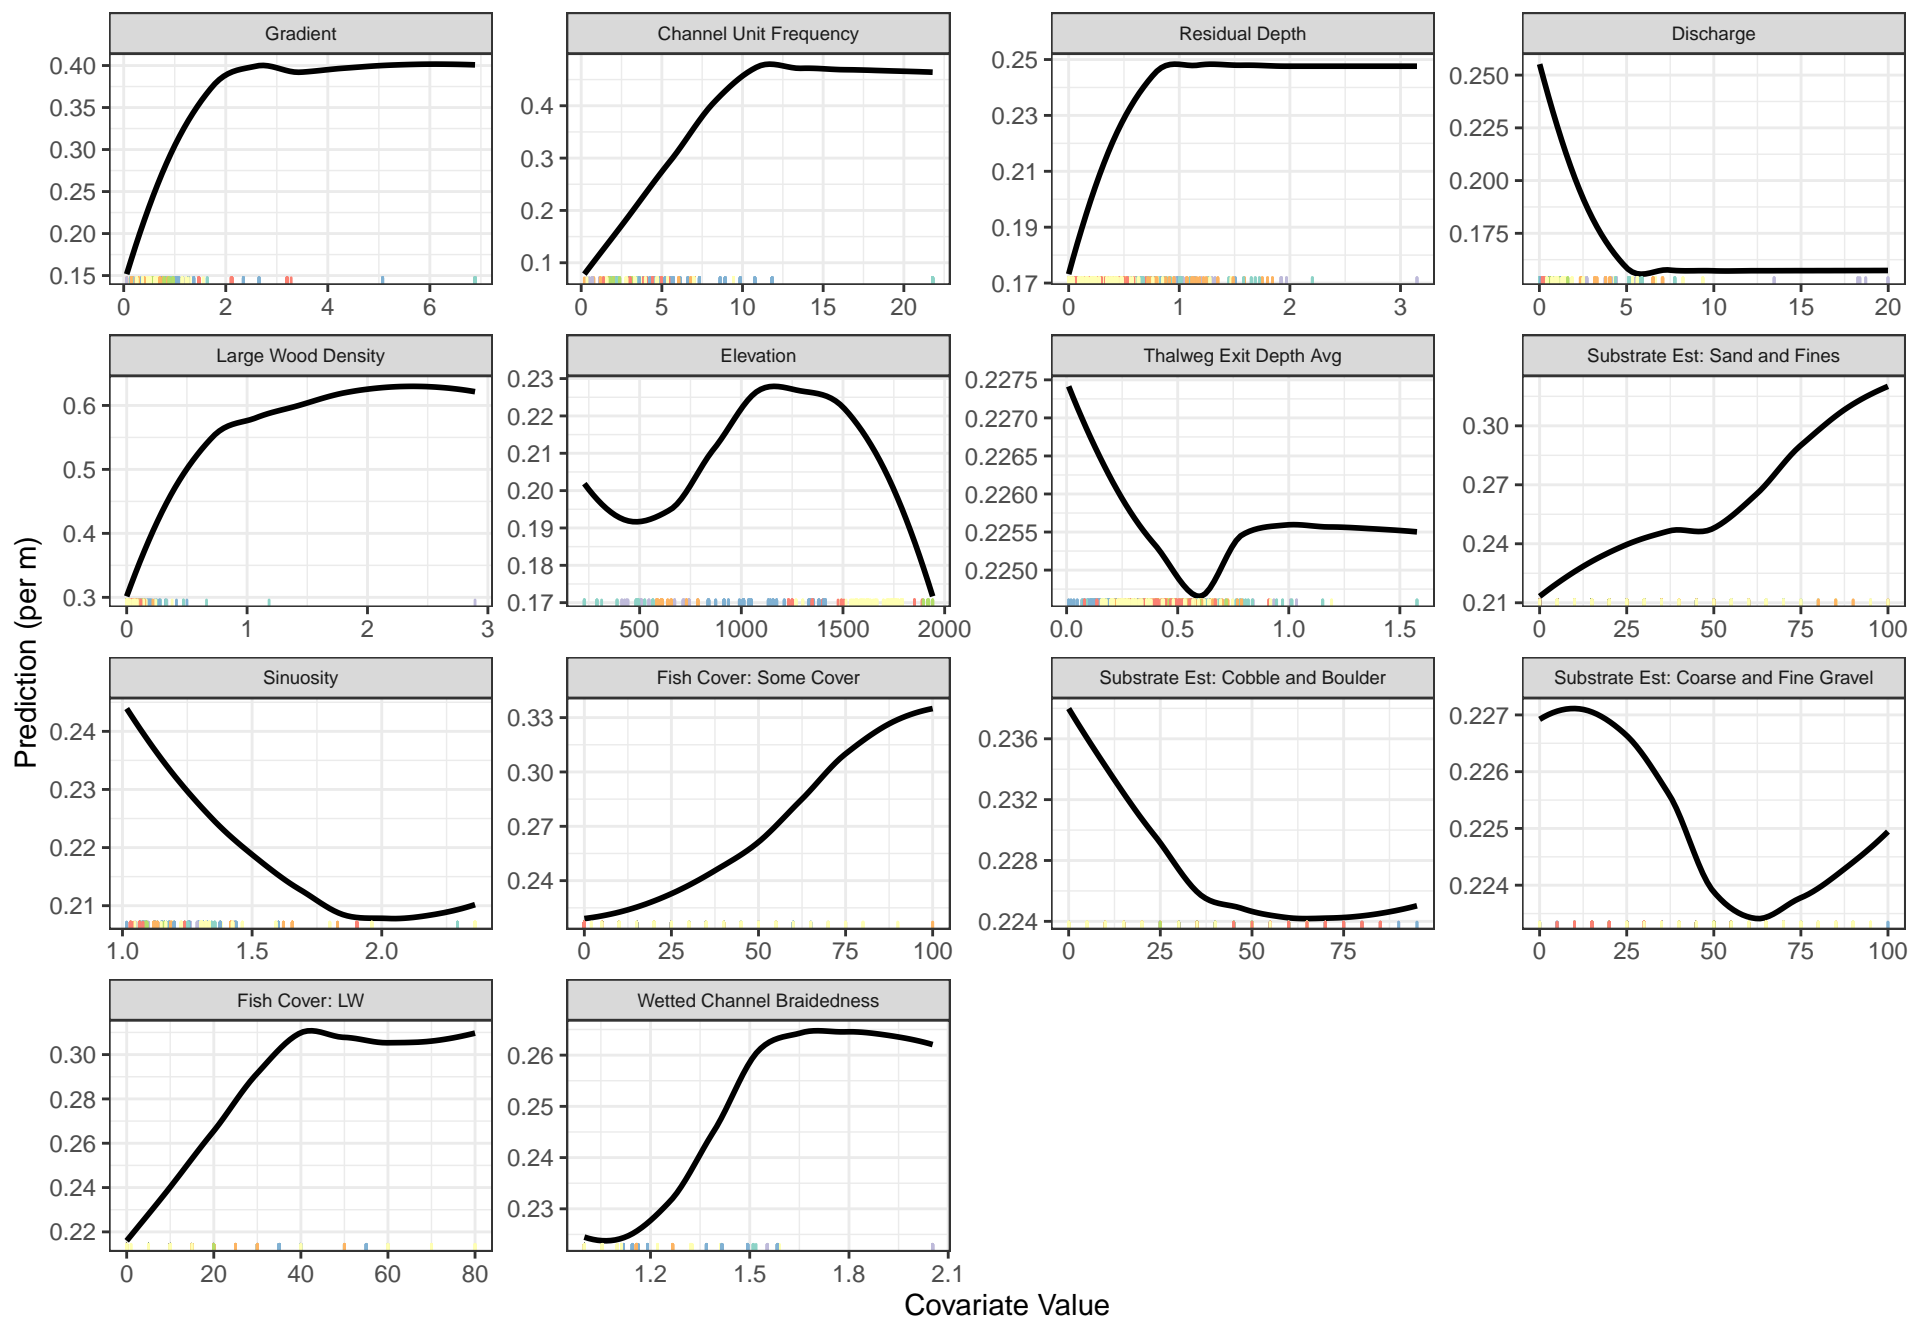 Gradient
Channel Unit Frequency
Residual Depth
Discharge
0.40
0.35
0.30
0.25
0.20
0.15
0 2 4 6
0.4
0.3
0.2
0.1
0 5 10 15 20
0.25
0.23
0.21
0.19
0.17
0 1 2 3
0.250
0.225
0.200
0.175
0 5 10 15 20
Large Wood Density
Elevation
Thalweg Exit Depth Avg
Substrate Est: Sand and Fines
0.6
0.5
0.4
0.3
0 1 2 3
0.23
0.22
0.21
0.20
0.19
0.18
0.17
500 1000 1500 2000
0.2275
0.2270
0.2265
0.2260
0.2255
0.2250
0.0 0.5 1.0 1.5
0.30
0.27
0.24
0.21
0 25 50 75 100
Prediction (per m)
Sinuosity
Fish Cover: Some Cover
Substrate Est: Cobble and Boulder
Substrate Est: Coarse and Fine Gravel
0.24
0.23
0.22
0.21
1.0 1.5 2.0
0.33
0.30
0.27
0.24
0 25 50 75 100
0.236
0.232
0.228
0.224
0 25 50 75
0.227
0.226
0.225
0.224
0 25 50 75 100
Fish Cover: LW
Wetted Channel Braidedness
0.30
0.28
0.26
0.24
0.22
0 20 40 60 80
0.26
0.25
0.24
0.23
1.2 1.5 1.8 2.1
Covariate Value